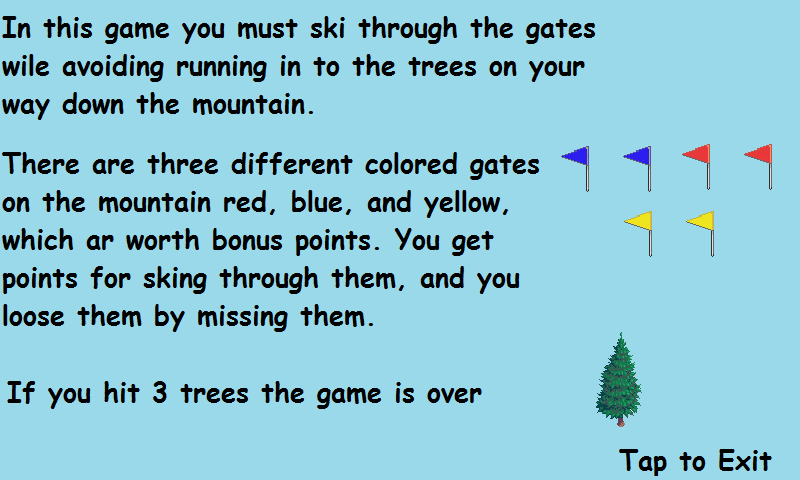 In this game you must ski through the gates
wile avoiding running in to the trees on your
way down the mountain.
There are three different colored gates
on the mountain red, blue, and yellow,
which ar worth bonus points. You get
points for sking through them, and you
loose them by missing them.
If you hit 3 trees the game is over
Tap to Exit